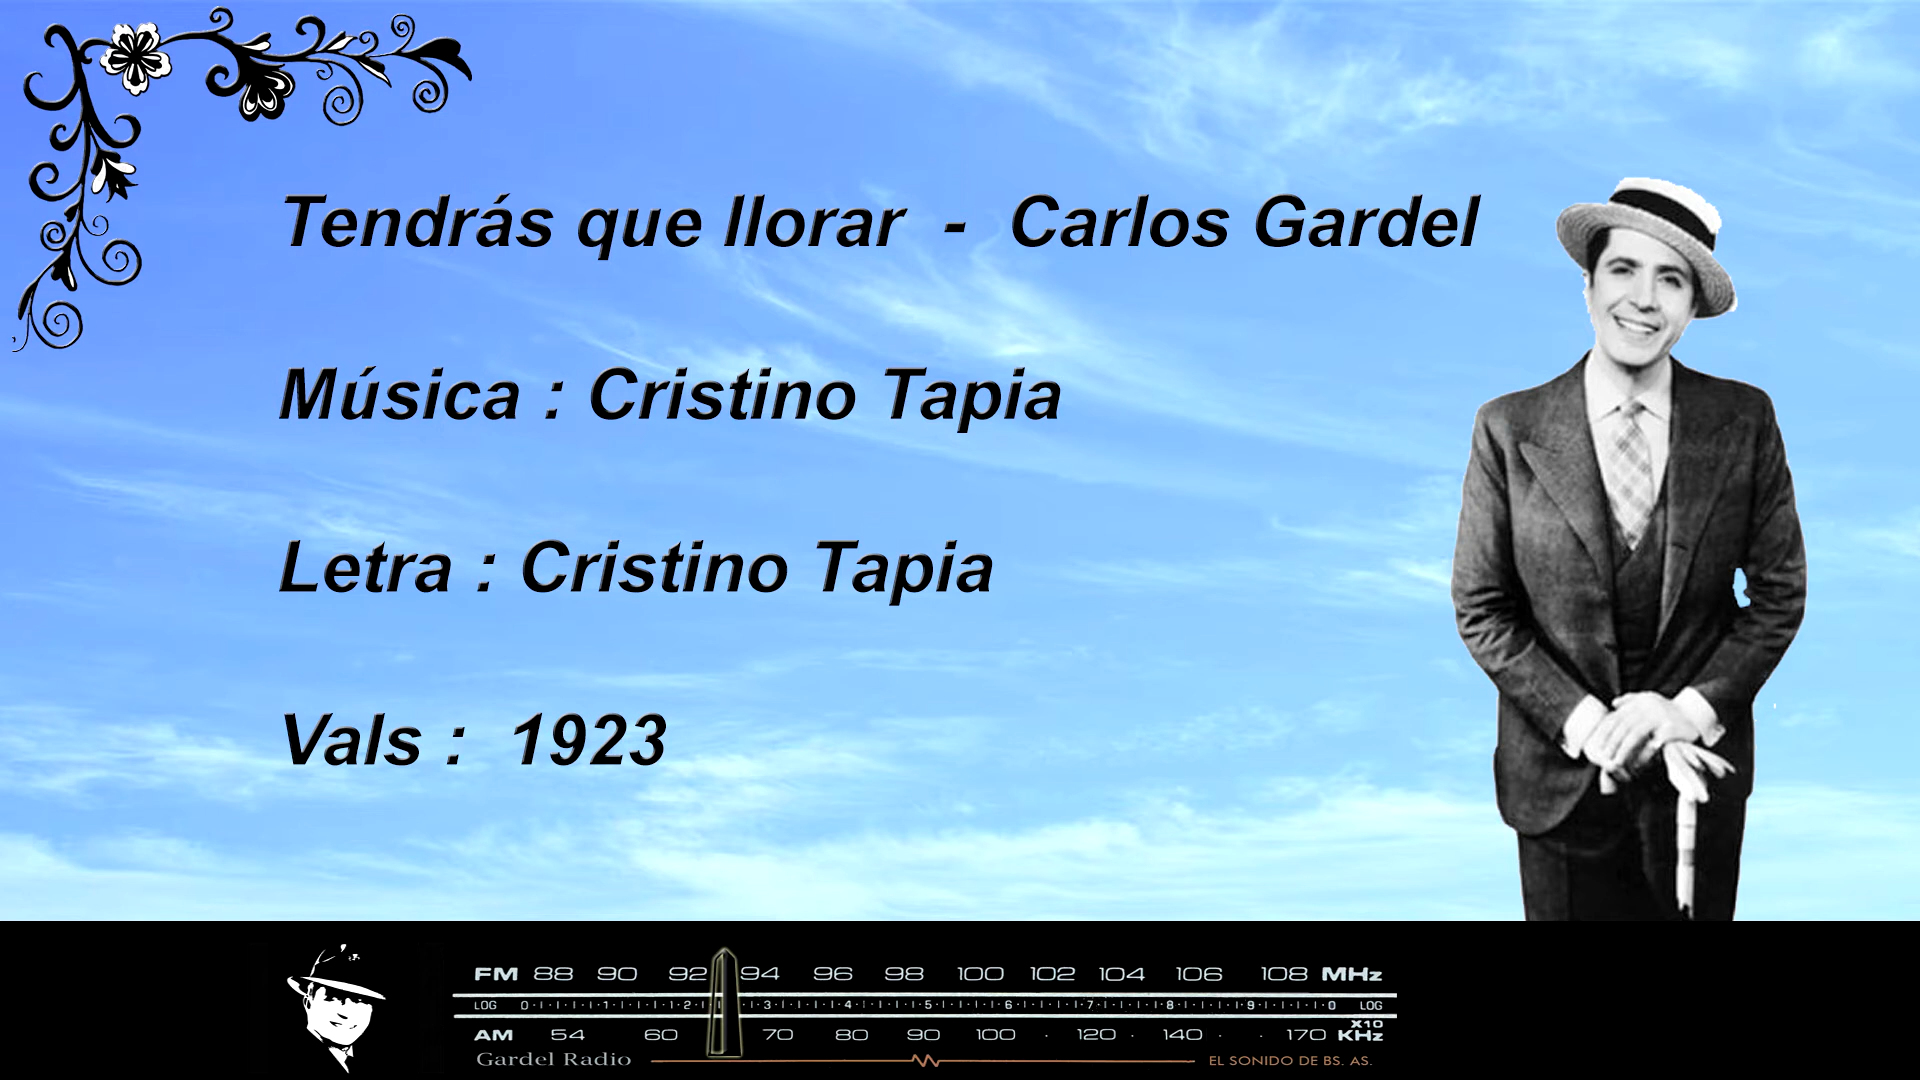 Tendrás que llorar - Carlos Gardel
Música : Cristino Tapia
Letra : Cristino Tapia
Vals : 1923
FM 88 90 92 94 96 98 100 102 104 106 108 MHz
LOG 0 1 2 3 4 5 6 7 8 9 0 LOG
AM 54 60 70 80 90 100 · 120 · 140 · · 170 X10 KHz
Gardel Radio EL SONIDO DE BS. AS.